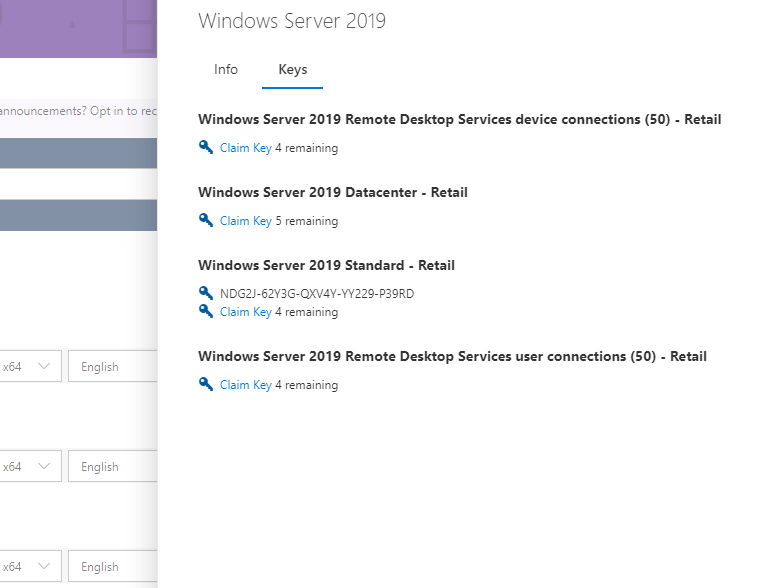 Windows Server 2019
Info Keys
announcements? Opt in to rec
Windows Server 2019 Remote Desktop Services device connections (50) - Retail
Claim Key 4 remaining
Windows Server 2019 Datacenter - Retail
Claim Key 5 remaining
Windows Server 2019 Standard - Retail
NDG2J-62Y3G-QXV4Y-YY229-P39RD
Claim Key 4 remaining
Windows Server 2019 Remote Desktop Services user connections (50) - Retail
Claim Key 4 remaining
x64 English
x64 English
x64 English